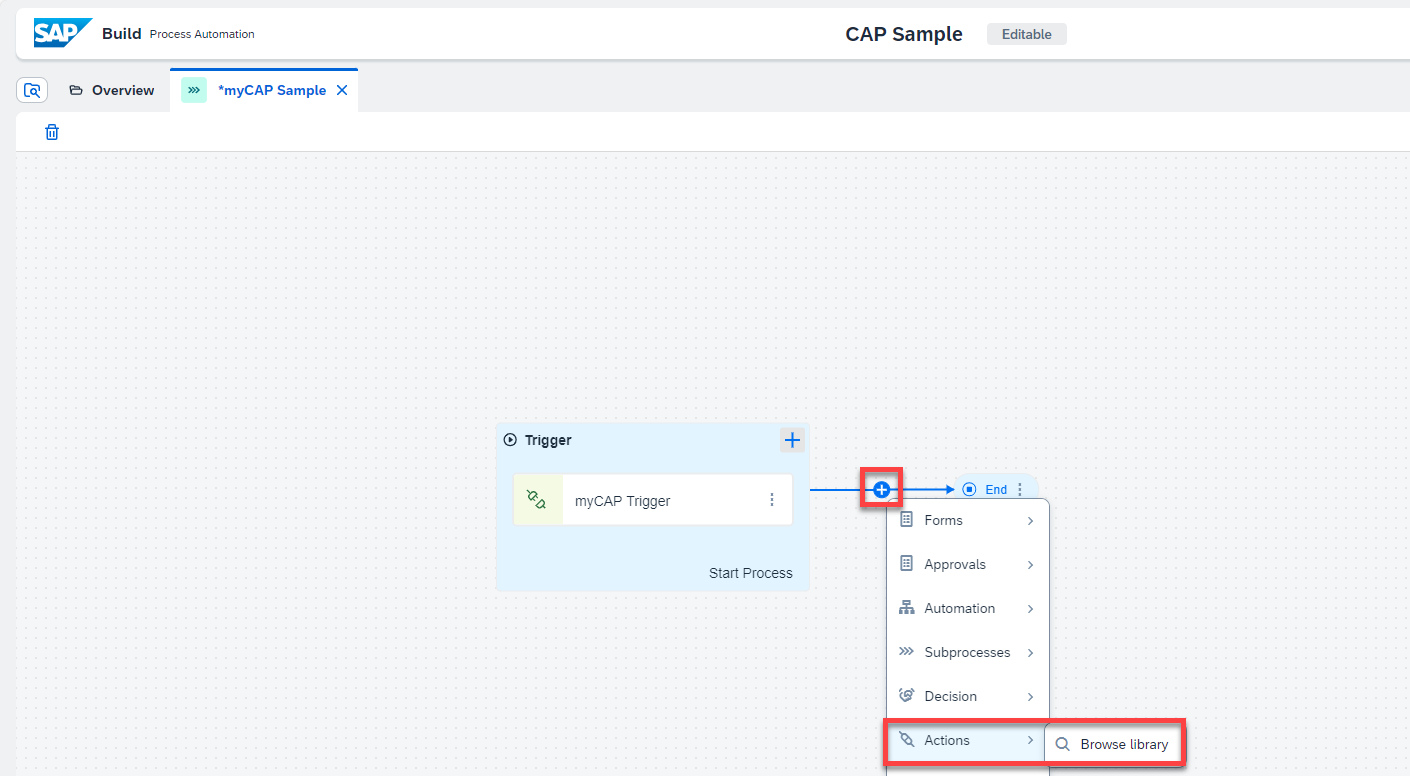 SAP Build Process Automation CAP Sample Editable
Overview *myCAP Sample
Trigger
myCAP Trigger
End
Start Process
Forms
Approvals
Automation
Subprocesses
Decision
Actions
Browse library